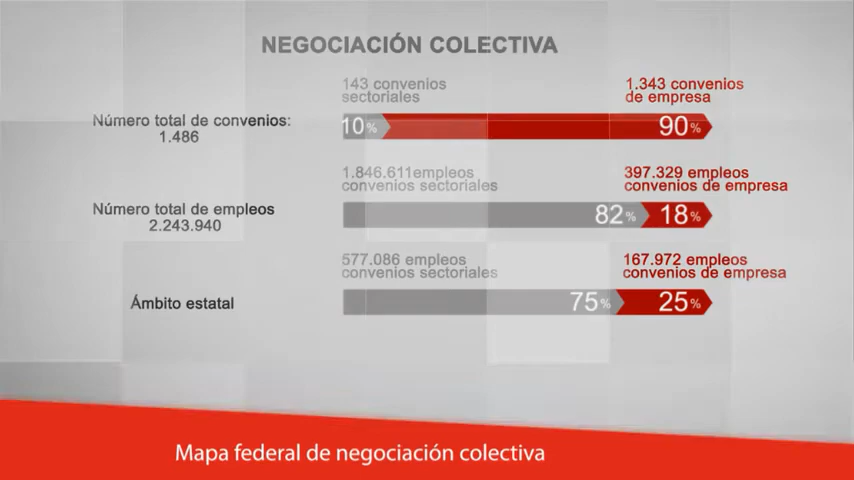 NEGOCIACIÓN COLECTIVA
143 convenios
sectoriales
1.343 convenios
de empresa
Número total de convenios:
1.486
10%
90%
1.846.611empleos
convenios sectoriales
397.329 empleos
convenios de empresa
Número total de empleos
2.243.940
82%
18%
577.086 empleos
convenios sectoriales
167.972 empleos
convenios de empresa
Ámbito estatal
75%
25%
Mapa federal de negociación colectiva